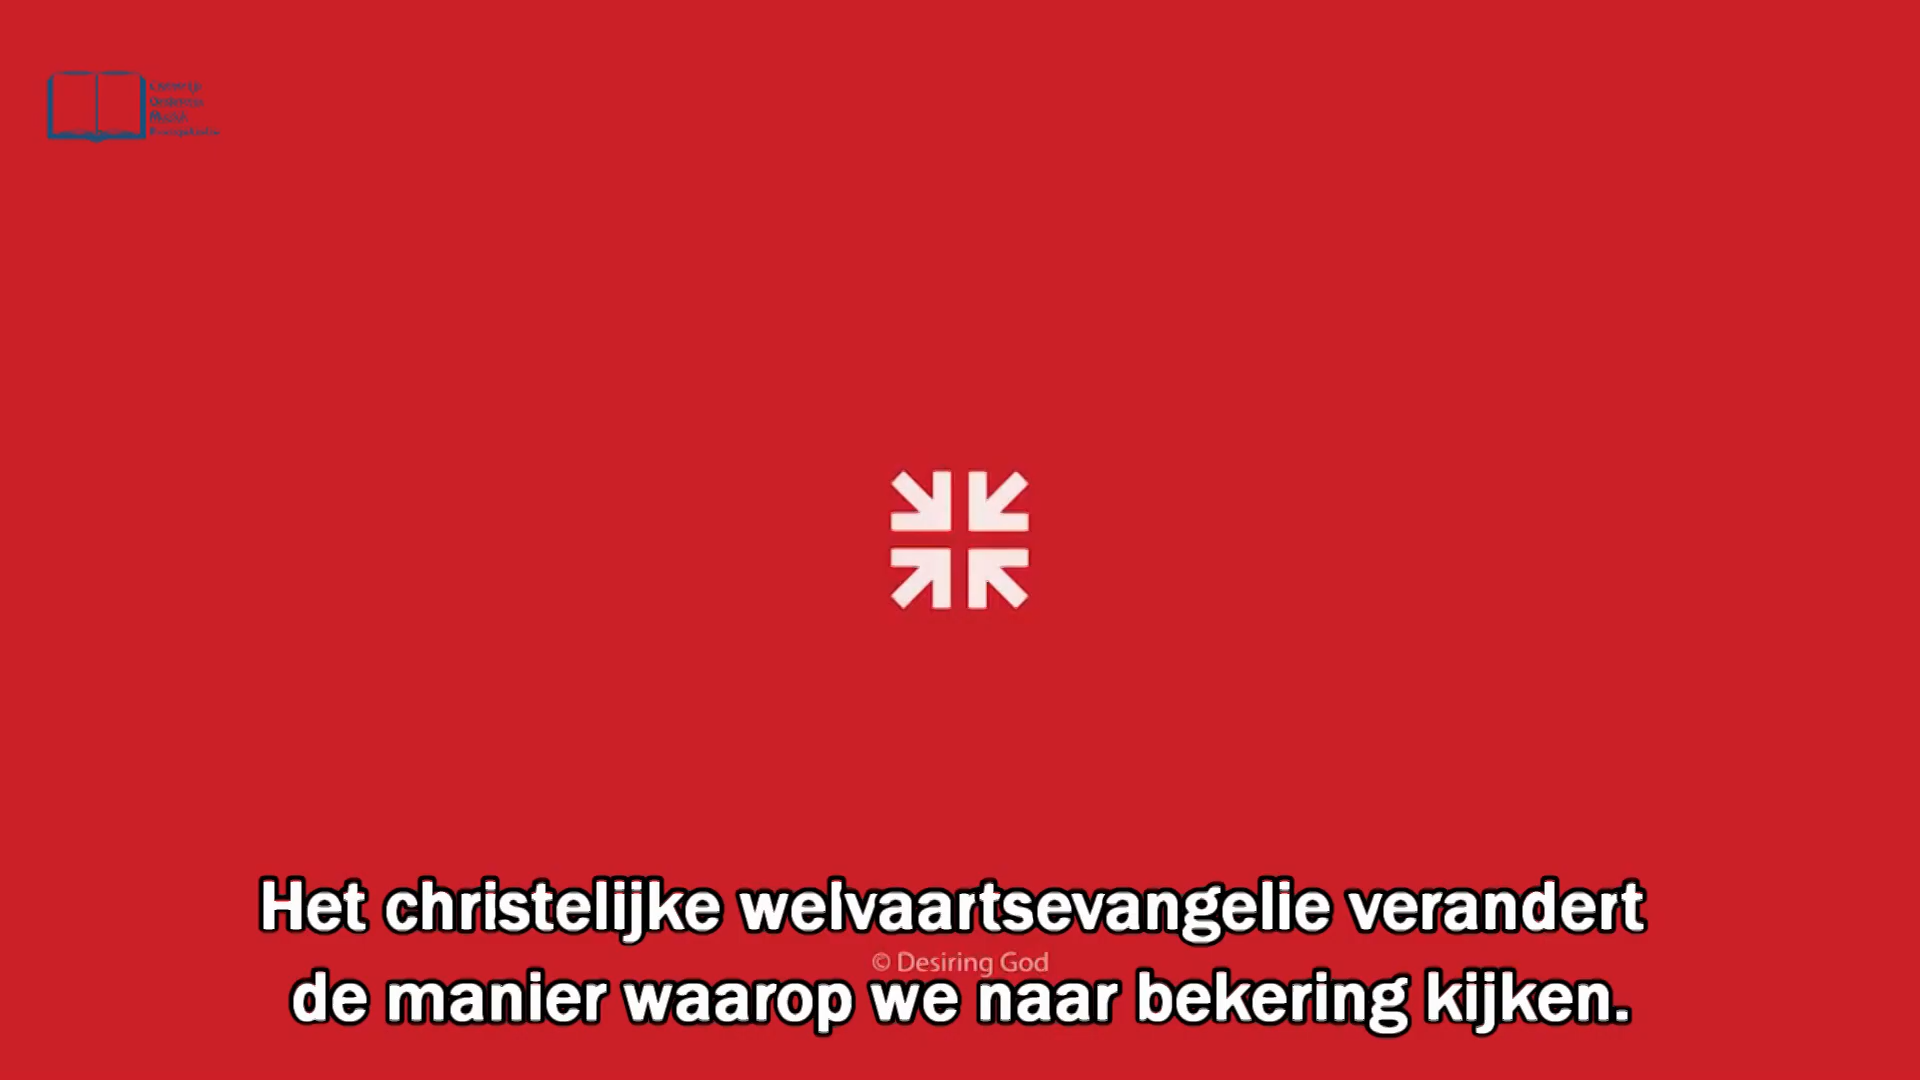 Het christelijke welvaartsevangelie verandert
© Desiring God
de manier waarop we naar bekering kijken.